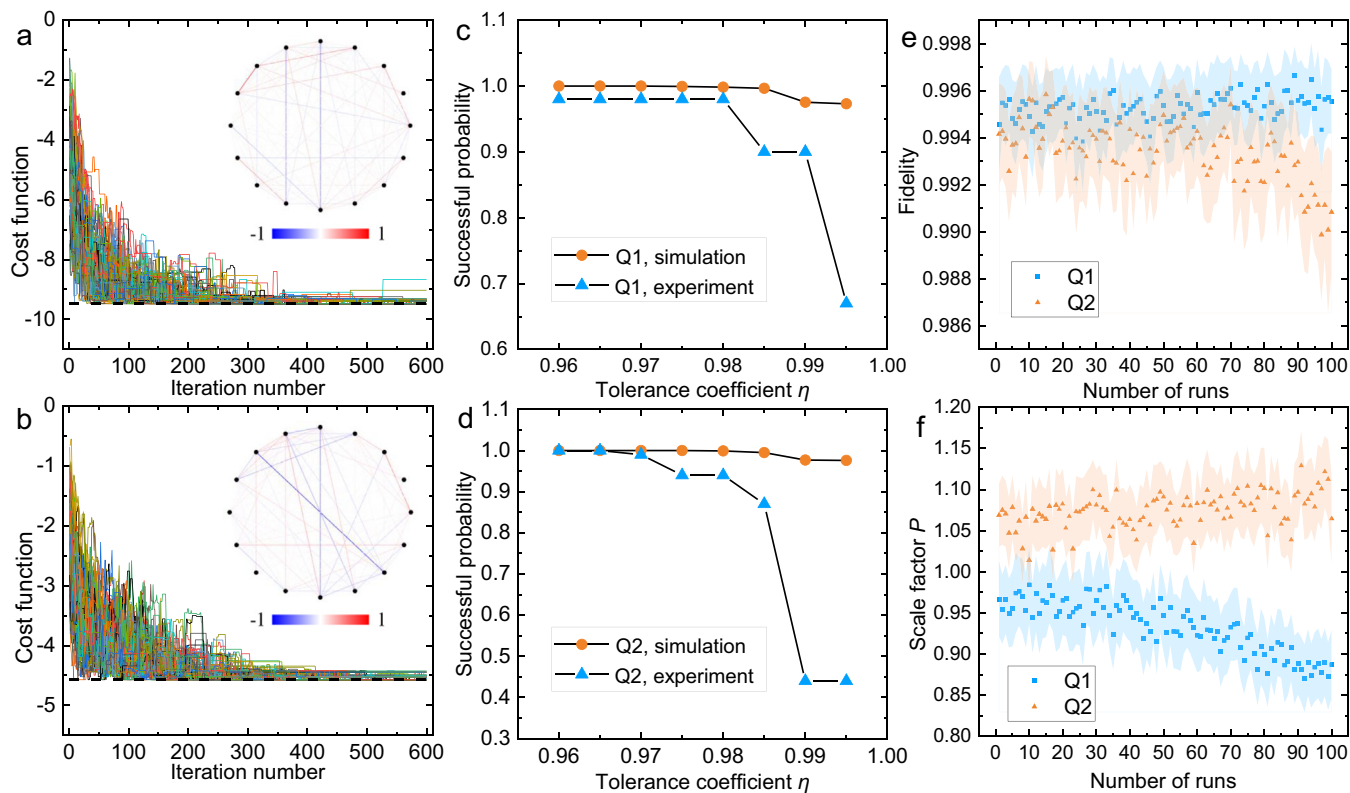 a
0
-2
-4
-6
-8
-10
Cost function
-1 1
0 100 200 300 400 500 600
Iteration number
b
0
-1
-2
-3
-4
-5
Cost function
-1 1
0 100 200 300 400 500 600
Iteration number
c
1.1
1.0
0.9
0.8
0.7
0.6
Successful probability
Q1, simulation
Q1, experiment
0.96 0.97 0.98 0.99 1.00
Tolerance coefficient η
d
1.1
1.0
0.9
0.8
0.7
0.6
0.5
0.4
0.3
Successful probability
Q2, simulation
Q2, experiment
0.96 0.97 0.98 0.99 1.00
Tolerance coefficient η
e
0.998
0.996
0.994
0.992
0.990
0.988
0.986
Fidelity
Q1
Q2
0 10 20 30 40 50 60 70 80 90 100
Number of runs
f
1.20
1.15
1.10
1.05
1.00
0.95
0.90
0.85
0.80
Scale factor P
Q1
Q2
0 10 20 30 40 50 60 70 80 90 100
Number of runs